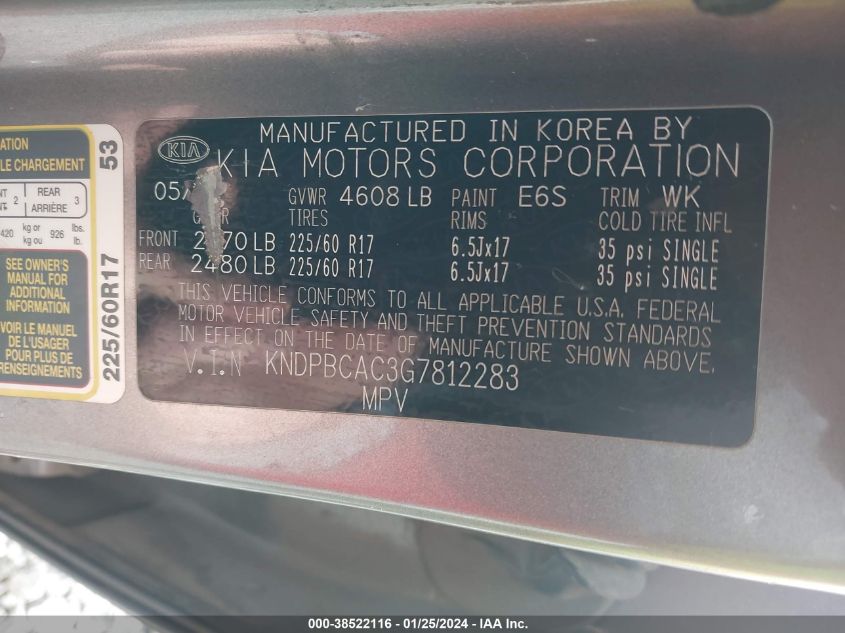 ATION
LE CHARGEMENT
2 REAR ARRIÈRE 3
420 kg or kg ou 926 lbs. lb.
SEE OWNER'S
MANUAL FOR
ADDITIONAL
INFORMATION
VOIR LE MANUEL
DE L'USAGER
POUR PLUS DE
RENSEIGNEMENTS
225/60R17 53
MANUFACTURED IN KOREA BY
KIA KIA MOTORS CORPORATION
GVWR 4608 LB PAINT E6S TRIM WK
TIRES RIMS COLD TIRE INFL
FRONT LB 225/60 R17 6.5Jx17 35 psi SINGLE
REAR 2480 LB 225/60 R17 6.5Jx17 35 psi SINGLE
THIS VEHICLE CONFORMS TO ALL APPLICABLE U.S.A. FEDERAL
MOTOR VEHICLE SAFETY AND THEFT PREVENTION STANDARDS
IN EFFECT ON THE DATE OF MANUFACTURE SHOWN ABOVE.
V.I.N KNDPBCAC3G7812283
MPV
000-38522116 - 01/25/2024 - IAA Inc.